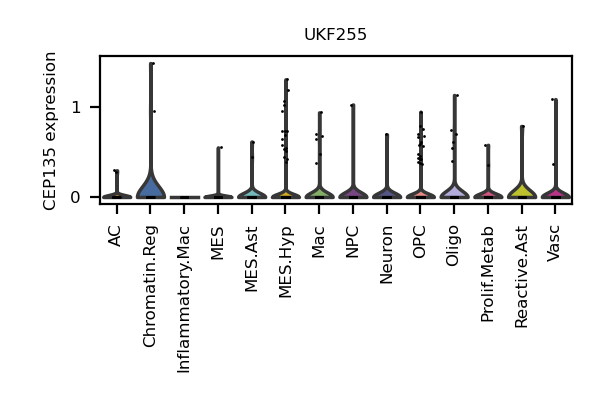 UKF255
CEP135 expression
1
0
AC
Chromatin.Reg
Inflammatory.Mac
MES
MES.Ast
MES.Hyp
Mac
NPC
Neuron
OPC
Oligo
Prolif.Metab
Reactive.Ast
Vasc